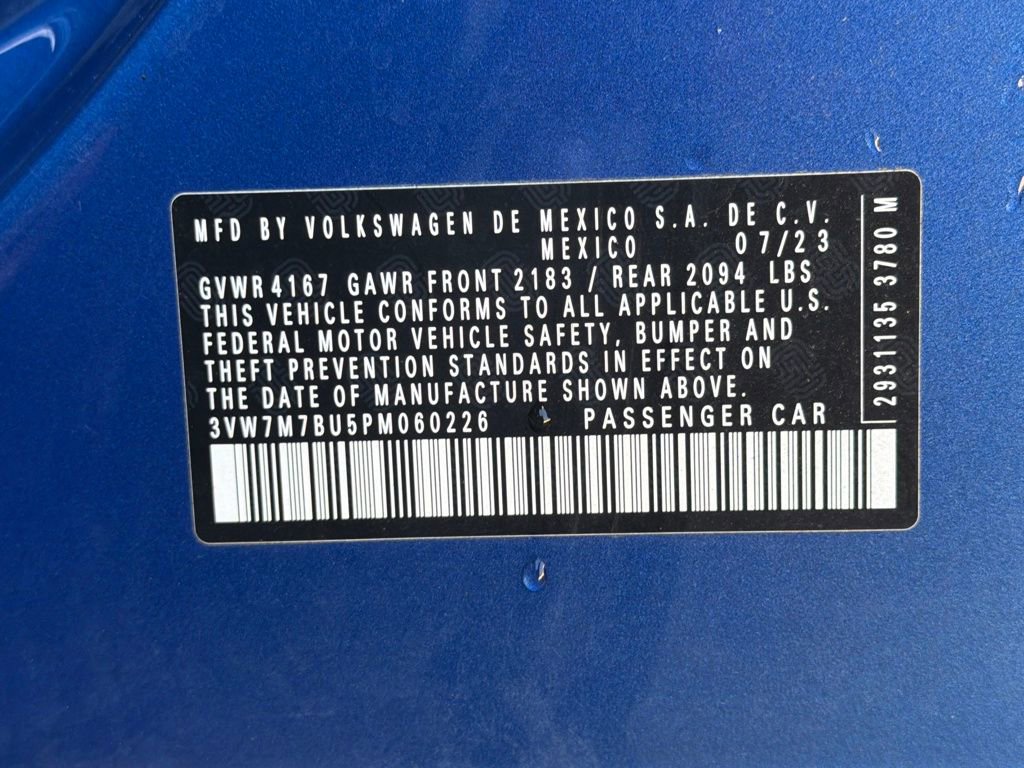 MFD BY VOLKSWAGEN DE MEXICO S.A. DE C.V.
MEXICO 07/23
GVWR 4167 GAWR FRONT 2183 / REAR 2094 LBS
THIS VEHICLE CONFORMS TO ALL APPLICABLE U.S.
FEDERAL MOTOR VEHICLE SAFETY, BUMPER AND
THEFT PREVENTION STANDARDS IN EFFECT ON
THE DATE OF MANUFACTURE SHOWN ABOVE.
3VW7M7BU5PM060226 PASSENGER CAR
2931135 3780 M